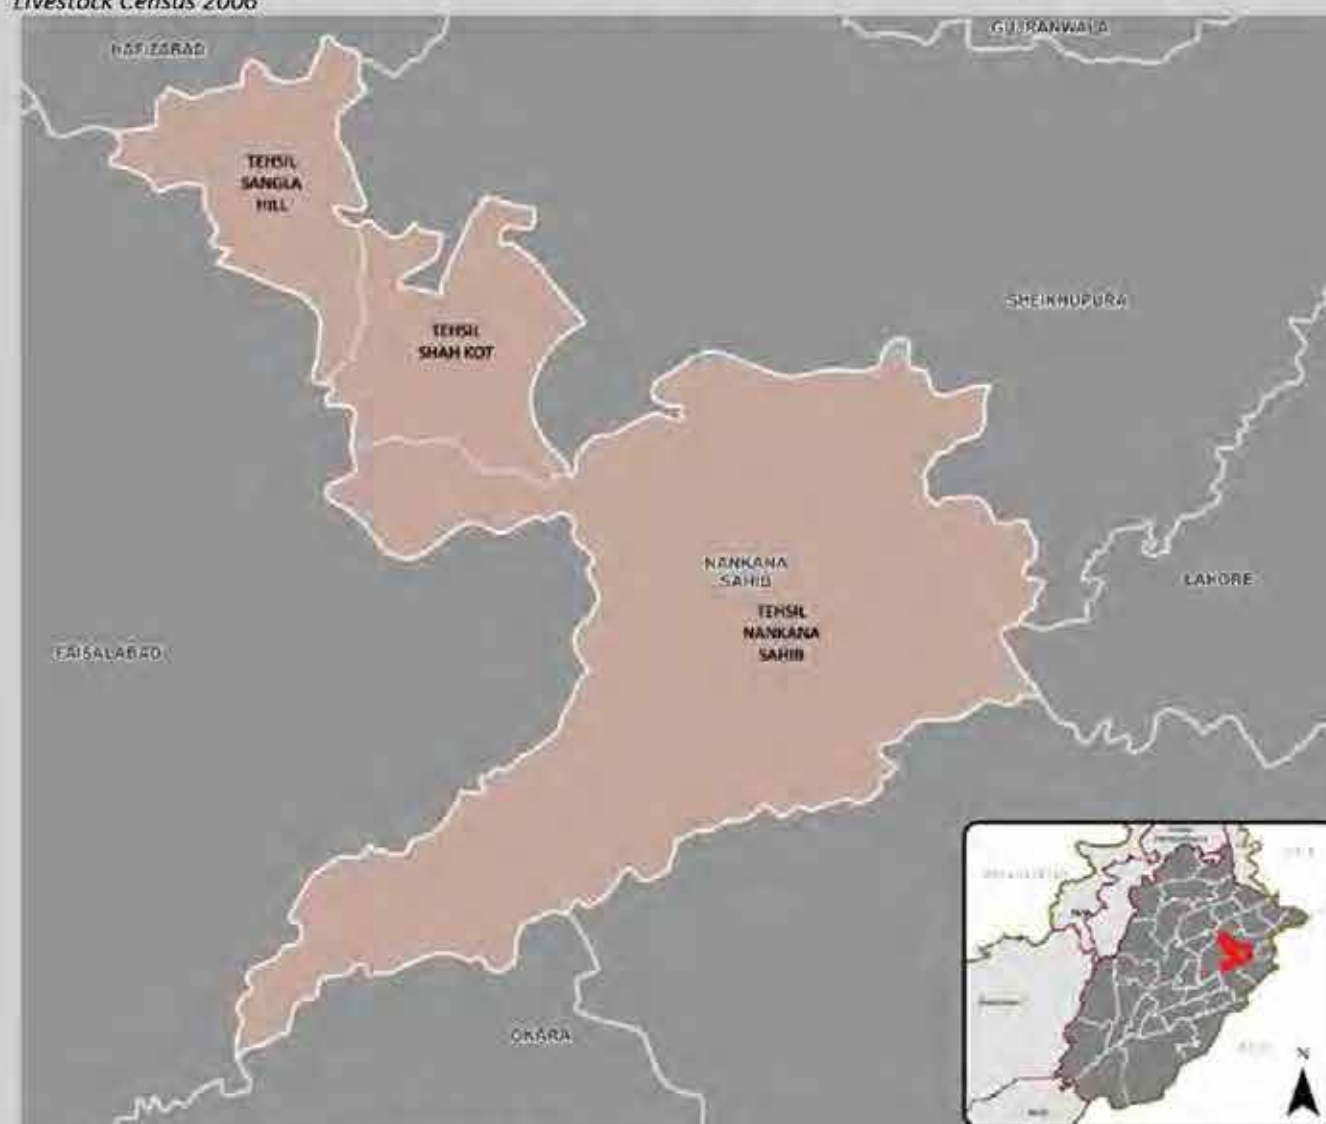 Livestock Census 2006
HAFIZABAD
GUJRANWALA
TEHSIL
SANGLA
HILL
SHEIKHUPURA
TEHSIL
SHAH KOT
NANKANA
SAHIB
LAHORE
TEHSIL
NANKANA
SAHIB
FAISALABAD
OKARA
N